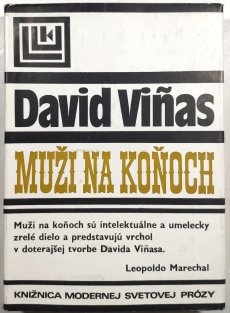 David Viñas
MUŽI NA KOŇOCH
Muži na koňoch sú intelektuálne a umelecky
zrelé dielo a predstavujú vrchol
v doterajšej tvorbe Davida Viñasa.
Leopoldo Marechal
KNIŽNICA MODERNEJ SVETOVEJ PRÓZY